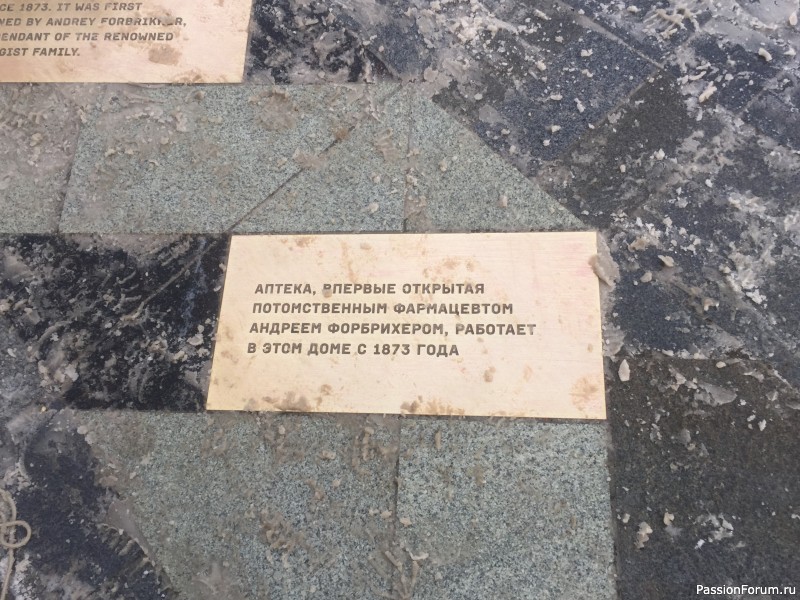 CE 1873. IT WAS FIRST
NED BY ANDREY FORBRIKHER,
ENDANT OF THE RENOWNED
GIST FAMILY.
АПТЕКА, ВПЕРВЫЕ ОТКРЫТАЯ
ПОТОМСТВЕННЫМ ФАРМАЦЕВТОМ
АНДРЕЕМ ФОРБРИХЕРОМ, РАБОТАЕТ
В ЭТОМ ДОМЕ С 1873 ГОДА
PassionForum.ru